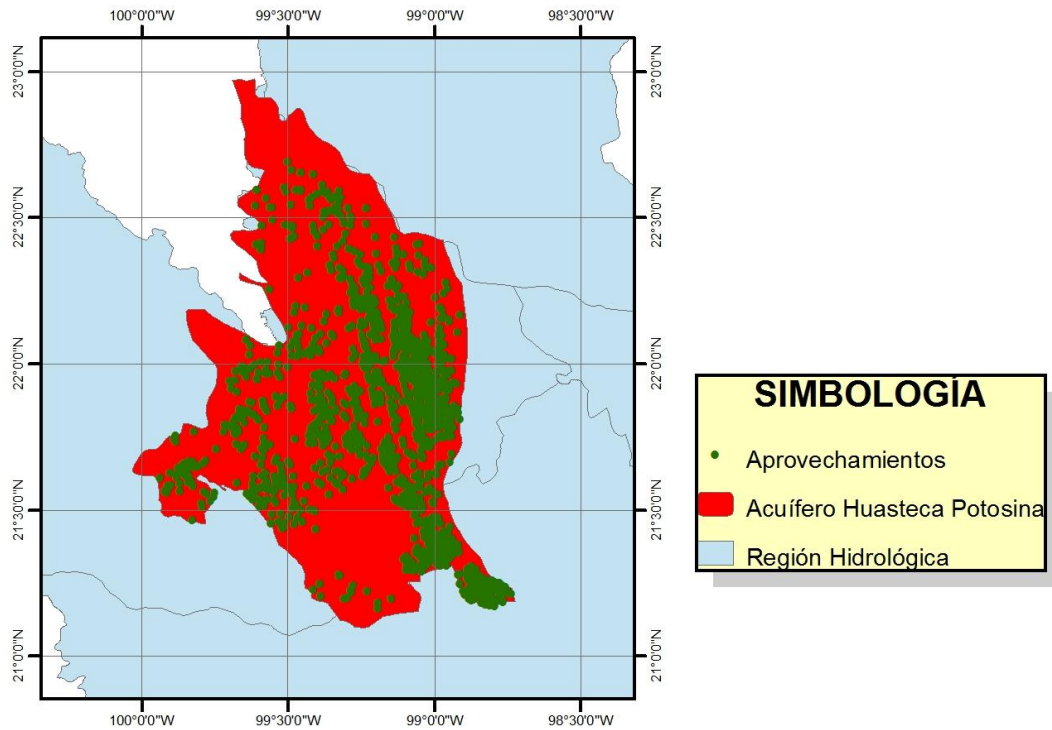 100°0'0"W 99°30'0"W 99°0'0"W 98°30'0"W
23°0'0"N
23°0'0"N
22°30'0"N
22°30'0"N
22°0'0"N
22°0'0"N
21°30'0"N
21°30'0"N
21°0'0"N
21°0'0"N
100°0'0"W 99°30'0"W 99°0'0"W 98°30'0"W
SIMBOLOGÍA
Aprovechamientos
Acuífero Huasteca Potosina
Región Hidrológica